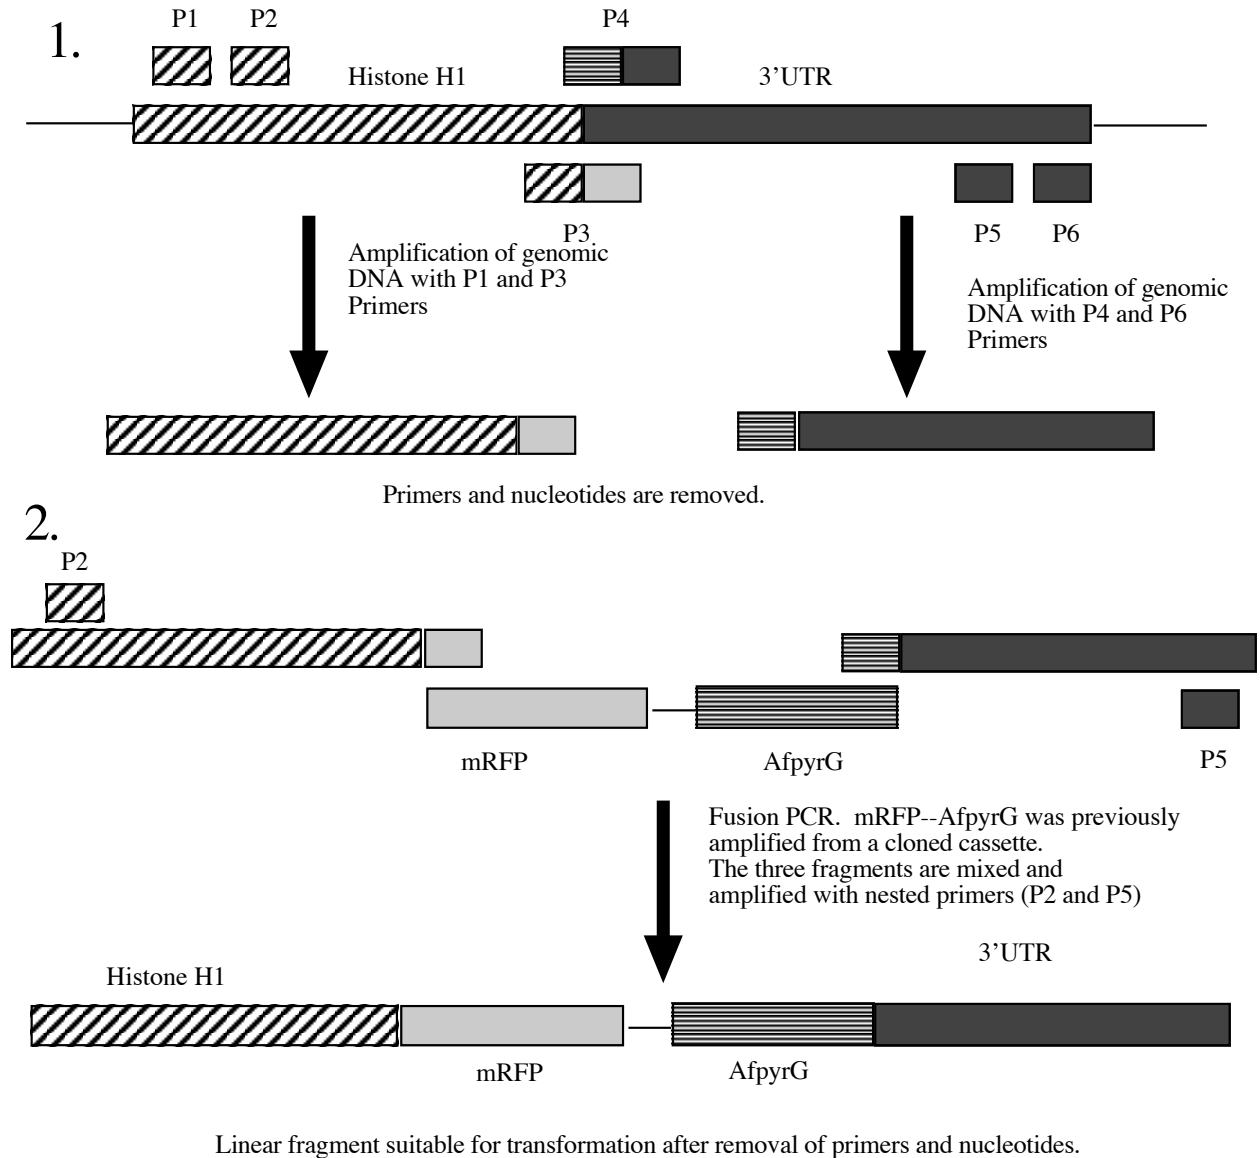 1.
P1 P2 P4
Histone H1 3’UTR
P3 P5 P6
Amplification of genomic
DNA with P1 and P3
Primers
Amplification of genomic
DNA with P4 and P6
Primers
Primers and nucleotides are removed.
2.
P2
mRFP AfpyrG P5
Fusion PCR. mRFP--AfpyrG was previously
amplified from a cloned cassette.
The three fragments are mixed and
amplified with nested primers (P2 and P5)
3’UTR
Histone H1
mRFP AfpyrG
Linear fragment suitable for transformation after removal of primers and nucleotides.